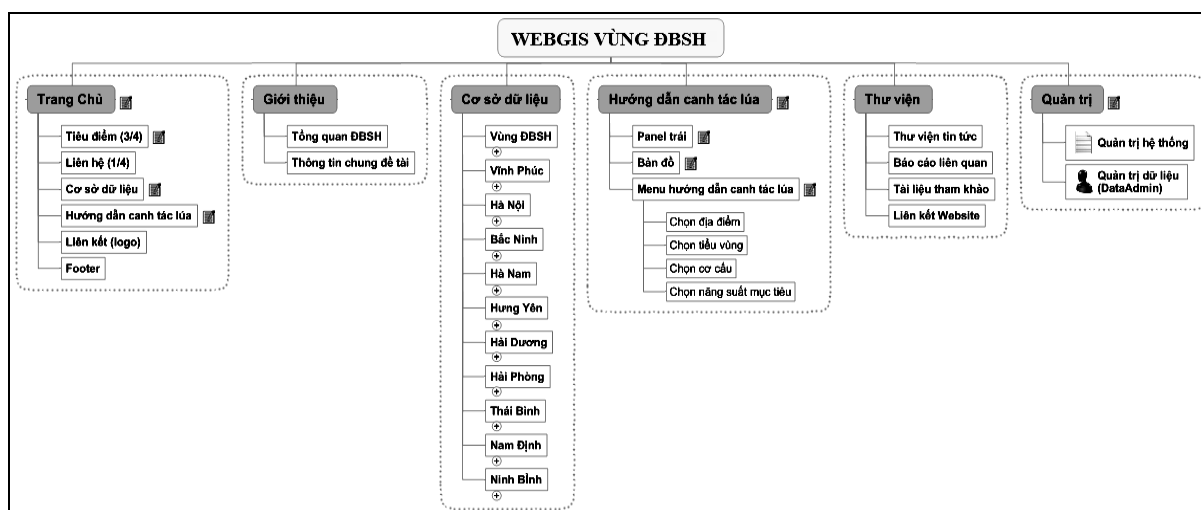 WEBGIS VÙNG ĐBSH
Trang Chủ
Tiêu điểm (3/4)
Liên hệ (1/4)
Cơ sở dữ liệu
Hướng dẫn canh tác lúa
Liên kết (logo)
Footer
Giới thiệu
Tổng quan ĐBSH
Thông tin chung đề tài
Cơ sở dữ liệu
Vùng ĐBSH
Vĩnh Phúc
Hà Nội
Bắc Ninh
Hà Nam
Hưng Yên
Hải Dương
Hải Phòng
Thái Bình
Nam Định
Ninh Bình
Hướng dẫn canh tác lúa
Panel trái
Bản đồ
Menu hướng dẫn canh tác lúa
Chọn địa điểm
Chọn tiểu vùng
Chọn cơ cấu
Chọn năng suất mục tiêu
Thư viện
Thư viện tin tức
Báo cáo liên quan
Tài liệu tham khảo
Liên kết Website
Quản trị
Quản trị hệ thống
Quản trị dữ liệu
(DataAdmin)